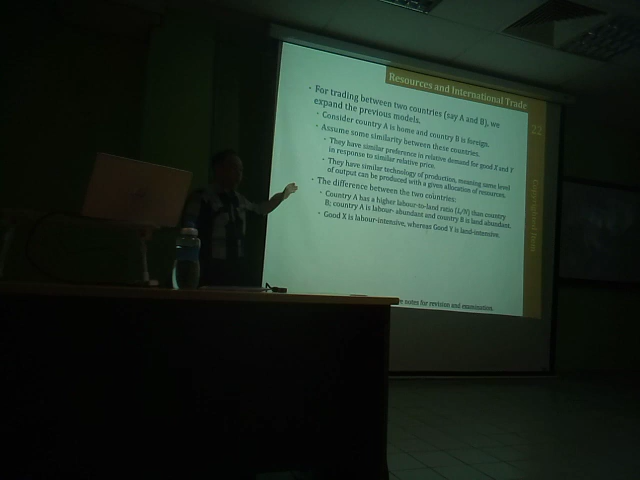 Resources and International Trade
22
• For trading between two countries (say A and B), we
expand the previous models.
• Consider country A is home and country B is foreign.
• Assume some similarity between these countries.
• They have similar preference in relative demand for good X and Y
in response to similar relative price.
• They have similar technology of production, meaning same level
of output can be produced with a given allocation of resources.
• The difference between the two countries:
• Country A has a higher labour-to-land ratio (L/N) than country
B; country A is labour- abundant and country B is land abundant.
• Good X is labour-intensive, whereas Good Y is land-intensive.
notes for revision and examination.